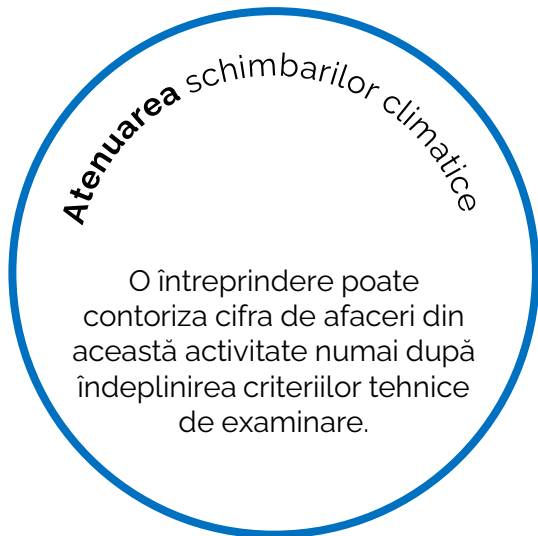 Atenuarea schimbarilor climatice
O întreprindere poate
contoriza cifra de afaceri din
această activitate numai după
îndeplinirea criteriilor tehnice
de examinare.